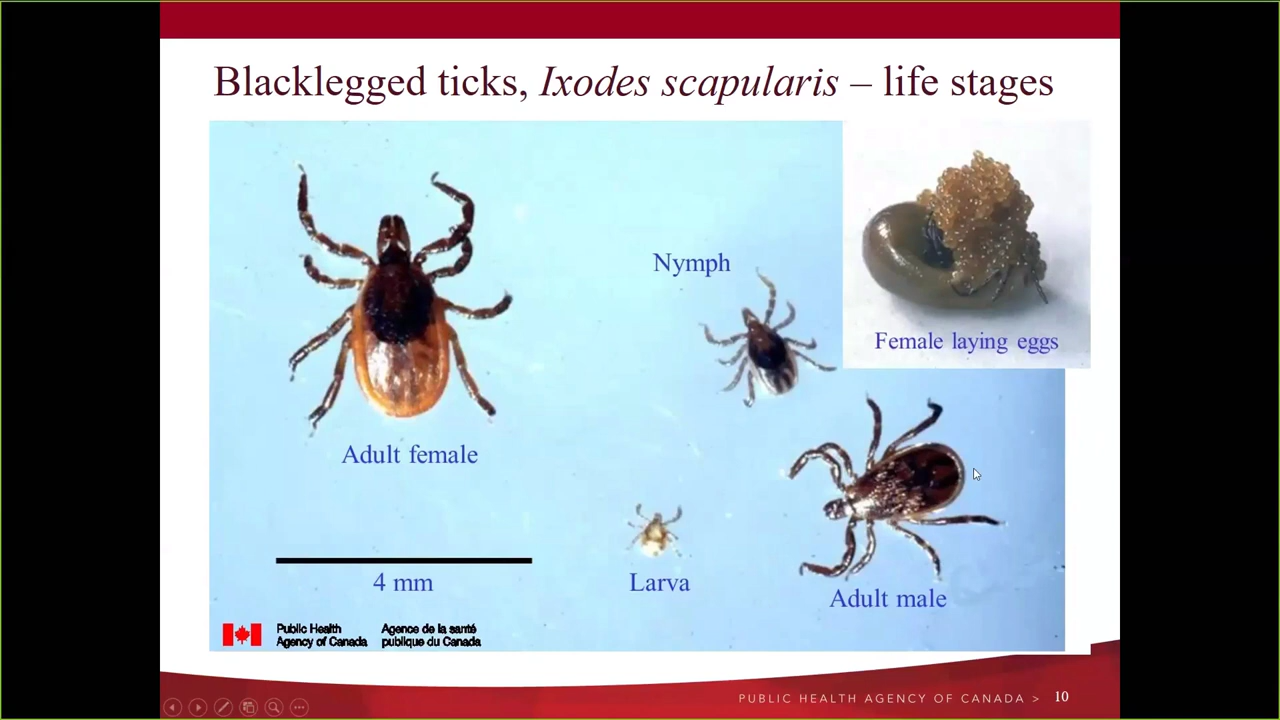 Blacklegged ticks, Ixodes scapularis – life stages
Nymph
Female laying eggs
Adult female
4 mm
Larva
Adult male
Public Health
Agency of Canada
Agence de la santé
publique du Canada
PUBLIC HEALTH AGENCY OF CANADA > 10